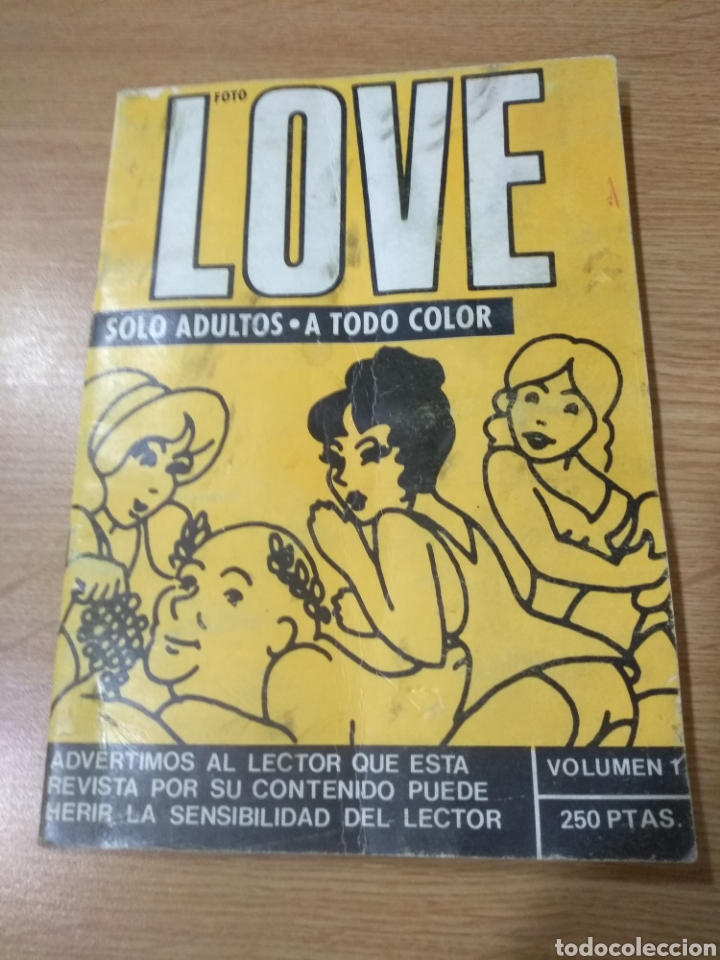 FOTO
LOVE
SOLO ADULTOS • A TODO COLOR
ADVERTIMOS AL LECTOR QUE ESTA
REVISTA POR SU CONTENIDO PUEDE
HERIR LA SENSIBILIDAD DEL LECTOR
VOLUMEN 1
250 PTAS.
todocoleccion